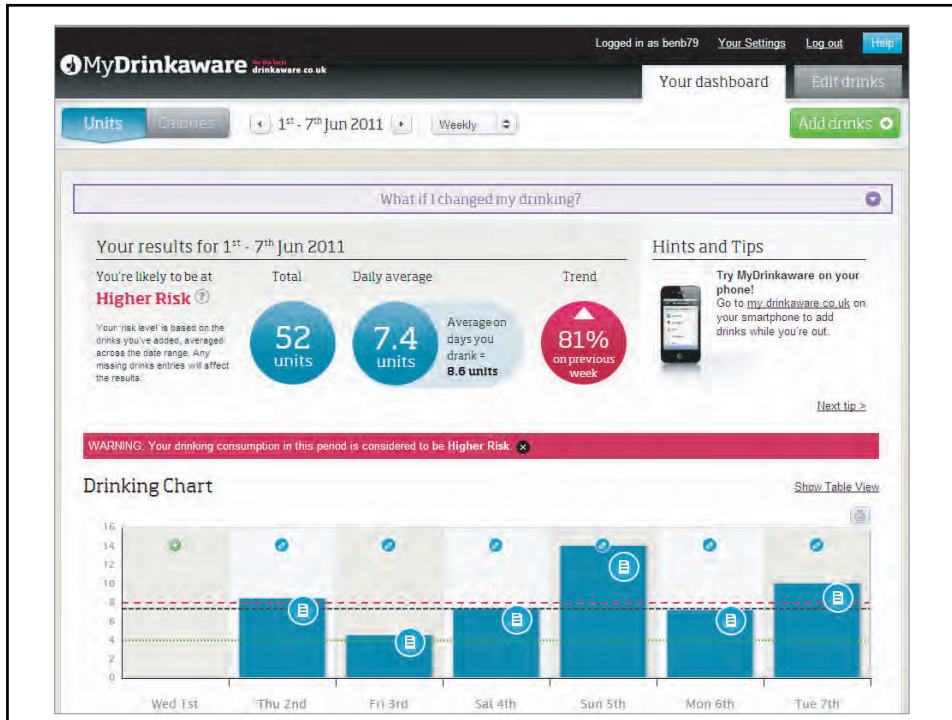 Logged in as benb79 Your Settings Log out Help
MyDrinkaware for the facts drinkaware.co.uk
Your dashboard Edit drinks
Units Calories 1st - 7th Jun 2011 Weekly Add drinks
What if I changed my drinking?
Your results for 1st - 7th Jun 2011
You're likely to be at
Higher Risk ?
Your 'risk level' is based on the
drinks you've added, averaged
across the date range. Any
missing drinks entries will affect
the results.
Total
52
units
Daily average
7.4
units
Average on
days you
drank =
8.6 units
Trend
81%
on previous
week
Hints and Tips
Try MyDrinkaware on your
phone!
Go to my.drinkaware.co.uk on
your smartphone to add
drinks while you're out.
Next tip >
WARNING: Your drinking consumption in this period is considered to be Higher Risk.
Drinking Chart
Show Table View
16
14
12
10
8
6
4
2
0
Wed 1st Thu 2nd Fri 3rd Sat 4th Sun 5th Mon 6th Tue 7th